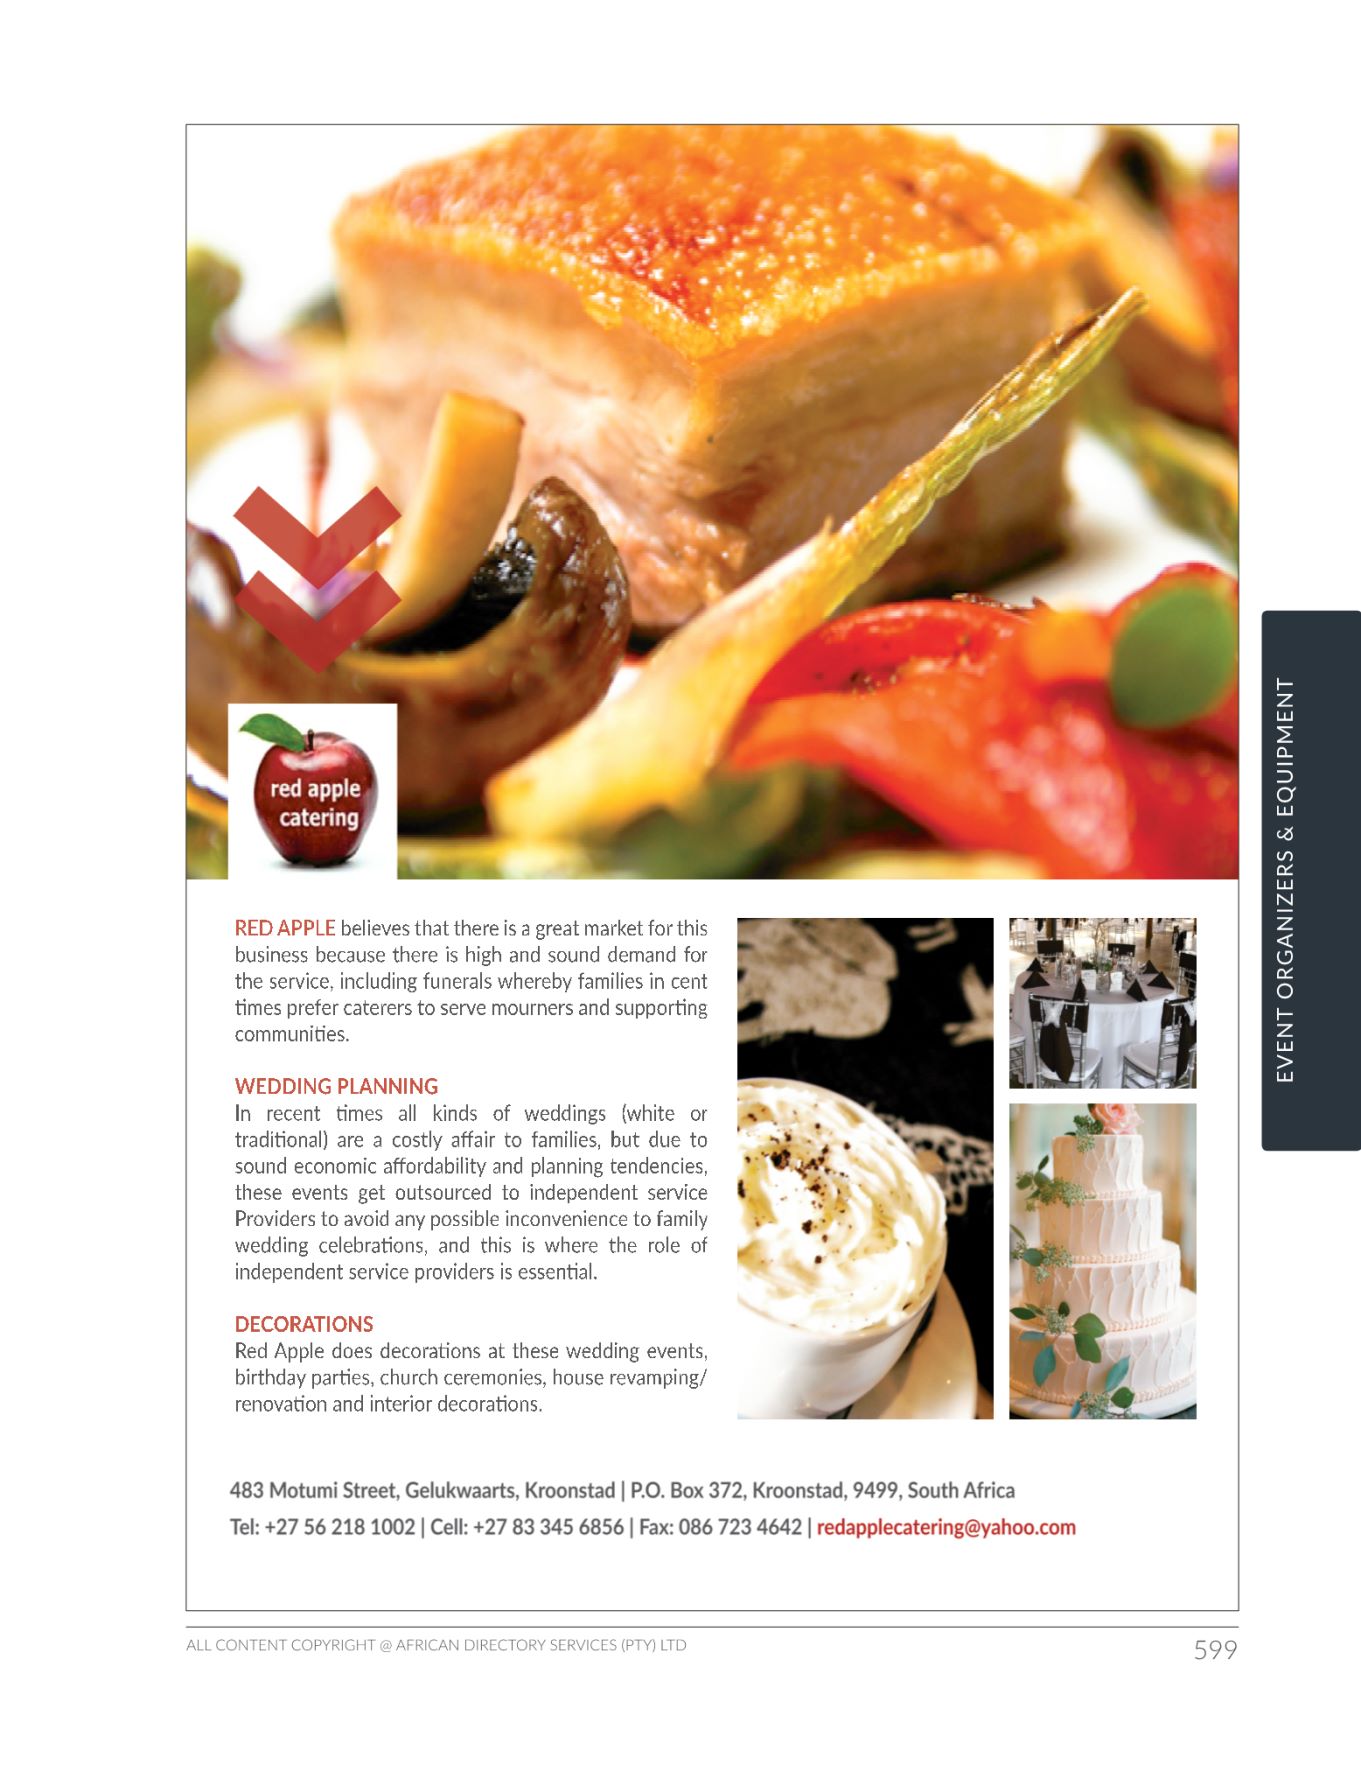 red apple
catering
RED APPLE believes that there is a great market for this
business because there is high and sound demand for
the service, including funerals whereby families in cent
times prefer caterers to serve mourners and supporting
communities.
WEDDING PLANNING
In recent times all kinds of weddings (white or
traditional) are a costly affair to families, but due to
sound economic affordability and planning tendencies,
these events get outsourced to independent service
Providers to avoid any possible inconvenience to family
wedding celebrations, and this is where the role of
independent service providers is essential.
DECORATIONS
Red Apple does decorations at these wedding events,
birthday parties, church ceremonies, house revamping/
renovation and interior decorations.
483 Motumi Street, Gelukwaarts, Kroonstad | P.O. Box 372, Kroonstad, 9499, South Africa
Tel: +27 56 218 1002 | Cell: +27 83 345 6856 | Fax: 086 723 4642 | redapplecatering@yahoo.com
EVENT ORGANIZERS & EQUIPMENT
ALL CONTENT COPYRIGHT @ AFRICAN DIRECTORY SERVICES (PTY) LTD
599